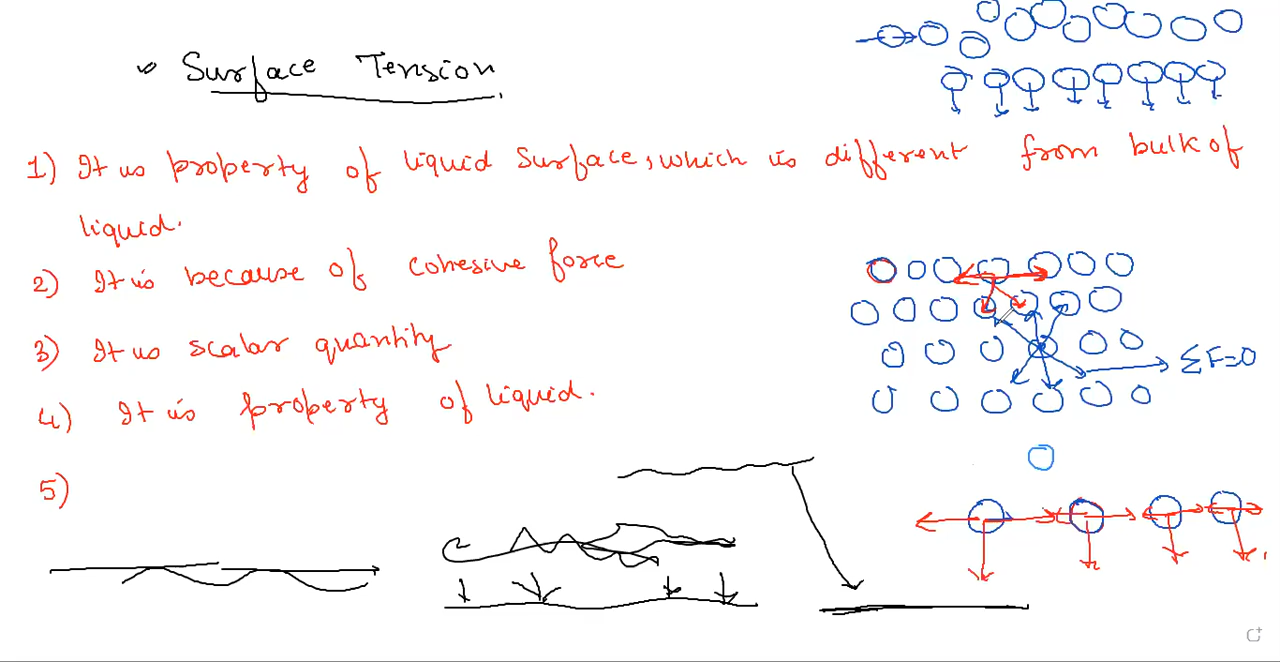 Surface Tension
1) It is property of liquid surface, which is different from bulk of
liquid.
2) It is because of cohesive force
3) It is scalar quantity
ΣF=0
4) It is property of liquid.
5)